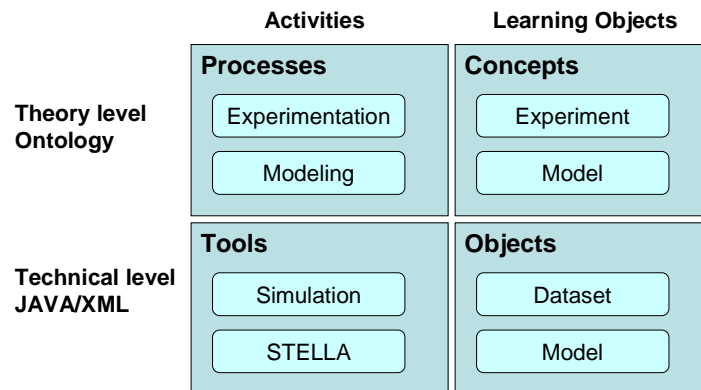 Activities
Learning Objects
Processes
Concepts
Theory level
Ontology
Experimentation
Experiment
Modeling
Model
Tools
Objects
Technical level
JAVA/XML
Simulation
Dataset
STELLA
Model